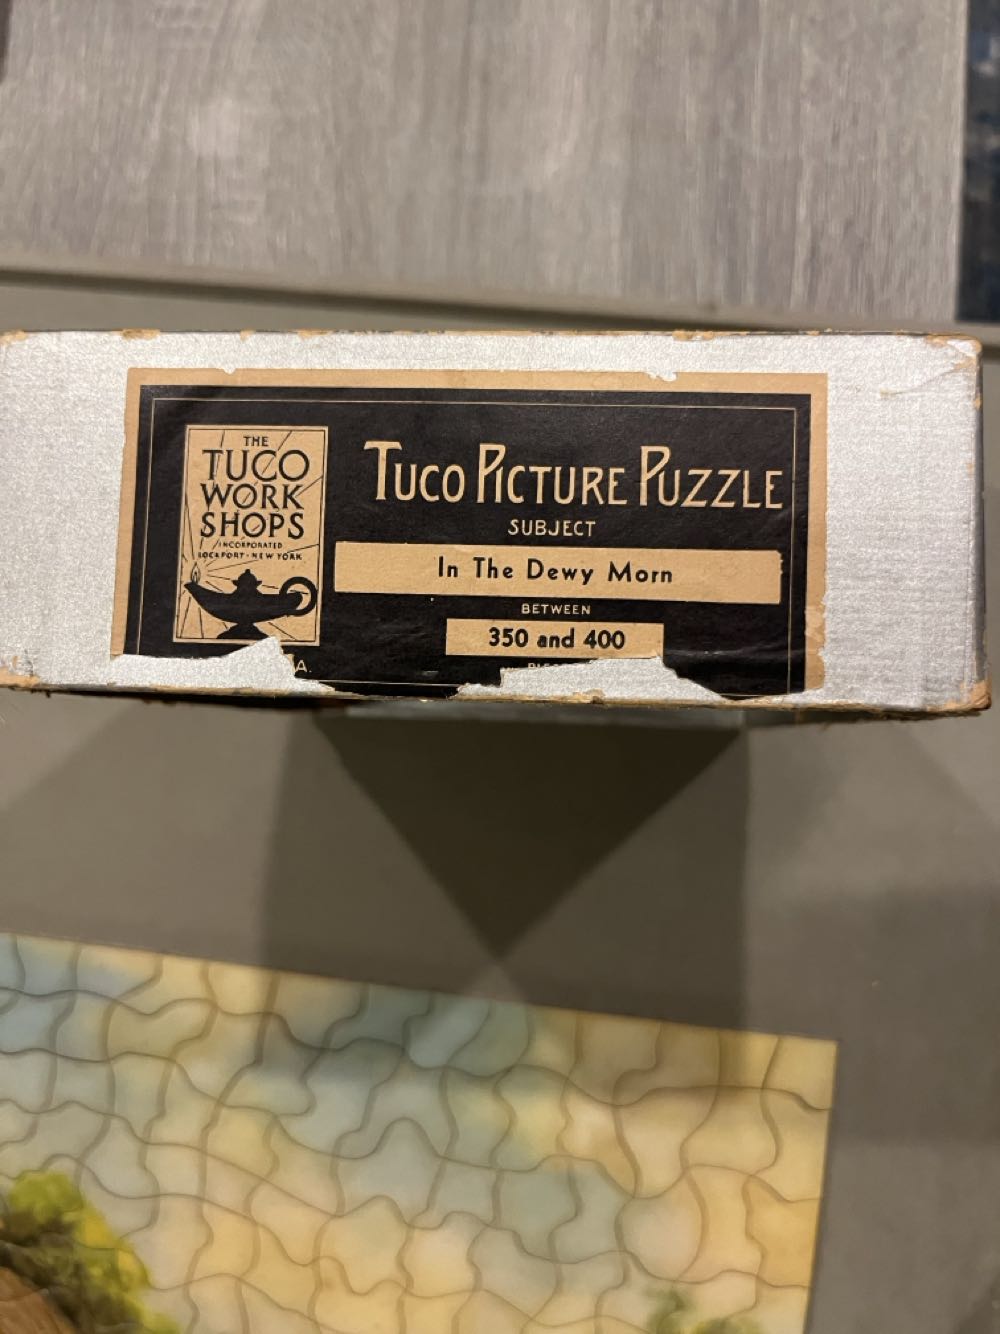 THE
TUCO
WORK
SHOPS
INCORPORATED
LOCKPORT - NEW YORK
A.
TUCO PICTURE PUZZLE
SUBJECT
In The Dewy Morn
BETWEEN
350 and 400